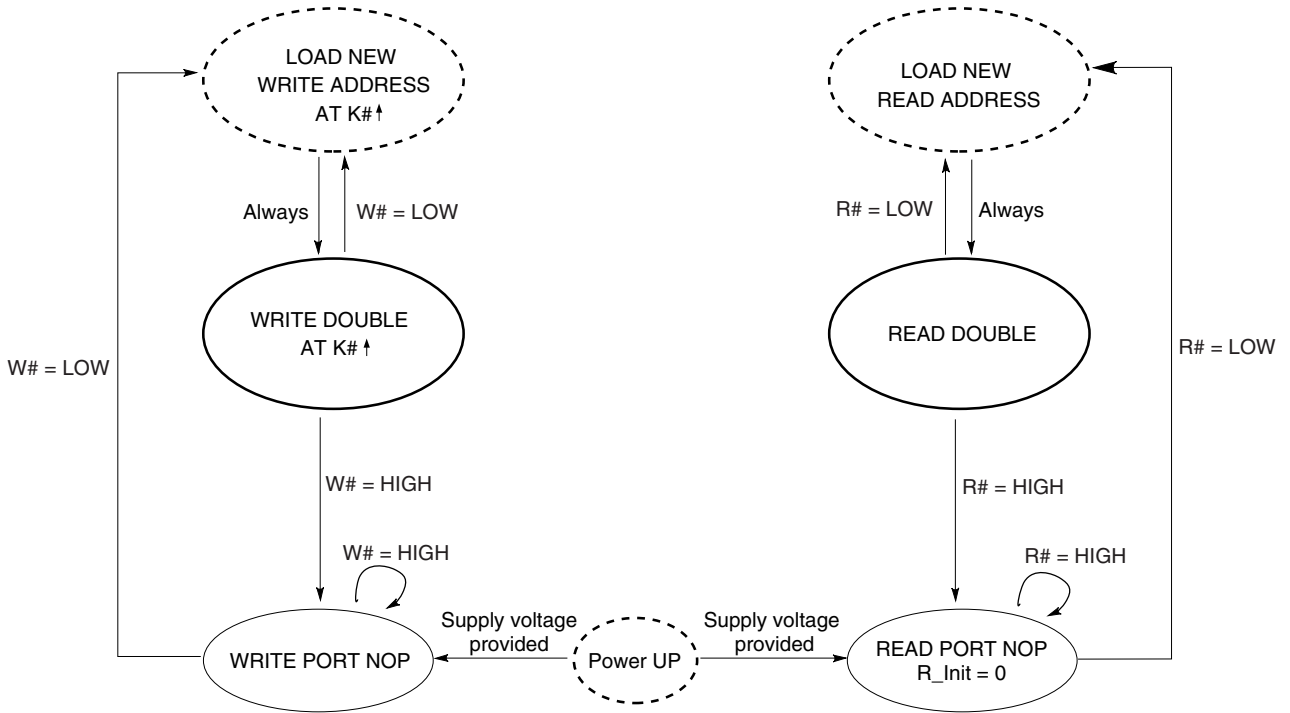 LOAD NEW
WRITE ADDRESS
AT K#
LOAD NEW
READ ADDRESS
Always
W# = LOW
R# = LOW
Always
WRITE DOUBLE
AT K#
READ DOUBLE
W# = LOW
R# = LOW
W# = HIGH
R# = HIGH
W# = HIGH
R# = HIGH
Supply voltage
provided
Supply voltage
provided
WRITE PORT NOP
Power UP
READ PORT NOP
R_Init = 0